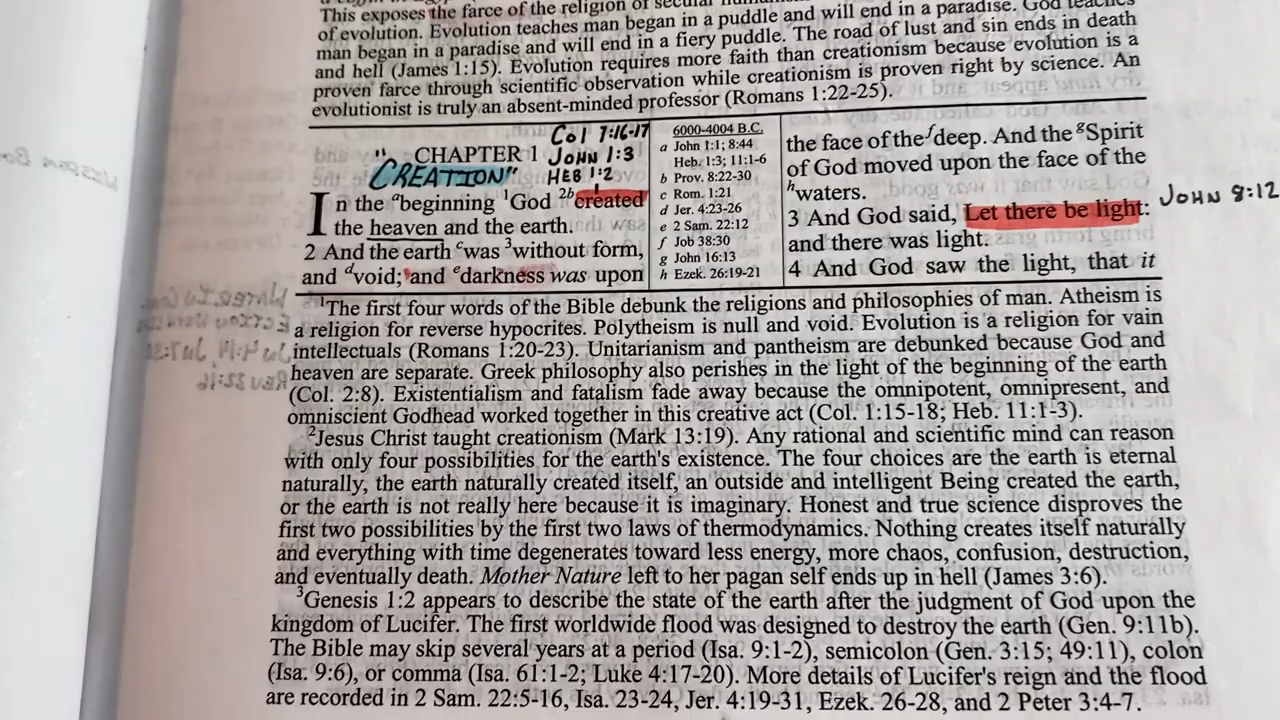 This exposes the farce of the religion of secular
of evolution. Evolution teaches man began in a puddle and will end in a paradise. God teaches
man began in a paradise and will end in a fiery puddle. The road of lust and sin ends in death
and hell (James 1:15). Evolution requires more faith than creationism because evolution is a
proven farce through scientific observation while creationism is proven right by science. An
evolutionist is truly an absent-minded professor (Romans 1:22-25).
CHAPTER 1
"CREATION"
Col 1:16-17
JOHN 1:3
HEB 1:2
In the ᵃbeginning ¹God ²ᵇcreated
the heaven and the earth.
2 And the earth ᶜwas ³without form,
and ᵈvoid; and ᵉdarkness was upon
6000-4004 B.C.
a John 1:1; 8:44
Heb. 1:3; 11:1-6
b Prov. 8:22-30
c Rom. 1:21
d Jer. 4:23-26
e 2 Sam. 22:12
f Job 38:30
g John 16:13
h Ezek. 26:19-21
the face of the ᶠdeep. And the ᵍSpirit
of God moved upon the face of the
ʰwaters.
3 And God said, Let there be light:
and there was light.
4 And God saw the light, that it
JOHN 8:12
¹The first four words of the Bible debunk the religions and philosophies of man. Atheism is
a religion for reverse hypocrites. Polytheism is null and void. Evolution is a religion for vain
intellectuals (Romans 1:20-23). Unitarianism and pantheism are debunked because God and
heaven are separate. Greek philosophy also perishes in the light of the beginning of the earth
(Col. 2:8). Existentialism and fatalism fade away because the omnipotent, omnipresent, and
omniscient Godhead worked together in this creative act (Col. 1:15-18; Heb. 11:1-3).
²Jesus Christ taught creationism (Mark 13:19). Any rational and scientific mind can reason
with only four possibilities for the earth's existence. The four choices are the earth is eternal
naturally, the earth naturally created itself, an outside and intelligent Being created the earth,
or the earth is not really here because it is imaginary. Honest and true science disproves the
first two possibilities by the first two laws of thermodynamics. Nothing creates itself naturally
and everything with time degenerates toward less energy, more chaos, confusion, destruction,
and eventually death. Mother Nature left to her pagan self ends up in hell (James 3:6).
³Genesis 1:2 appears to describe the state of the earth after the judgment of God upon the
kingdom of Lucifer. The first worldwide flood was designed to destroy the earth (Gen. 9:11b).
The Bible may skip several years at a period (Isa. 9:1-2), semicolon (Gen. 3:15; 49:11), colon
(Isa. 9:6), or comma (Isa. 61:1-2; Luke 4:17-20). More details of Lucifer's reign and the flood
are recorded in 2 Sam. 22:5-16, Isa. 23-24, Jer. 4:19-31, Ezek. 26-28, and 2 Peter 3:4-7.